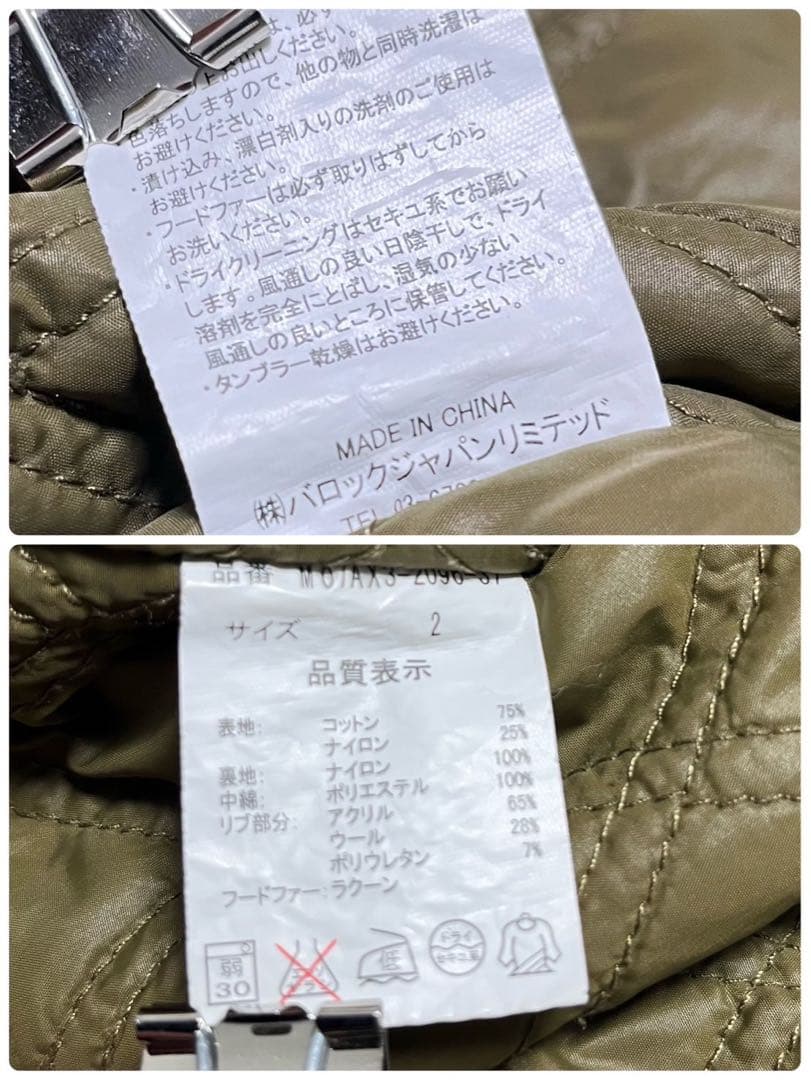 は、必ず
お出しください。
色落ちしますので、他の物と同時洗濯は
お避けください。
・漬け込み、漂白剤入りの洗剤のご使用は
お避けください。
・フードファーは必ず取りはずしてから
お洗いください。
・ドライクリーニングはセキユ系でお願い
します。風通しの良い日陰干しで、ドライ
溶剤を完全にとばし、湿気の少ない
風通しの良いところに保管してください。
・タンブラー乾燥はお避けください。
MADE IN CHINA
㈱バロックジャパンリミテッド
TEL 03-
品番
サイズ 2
品質表示
表地: コットン 75%
ナイロン 25%
裏地: ナイロン 100%
中綿: ポリエステル 100%
リブ部分: アクリル 65%
ウール 28%
ポリウレタン 7%
フードファー: ラクーン
弱 30
エンソサラシ
低
ドライ セキユ系